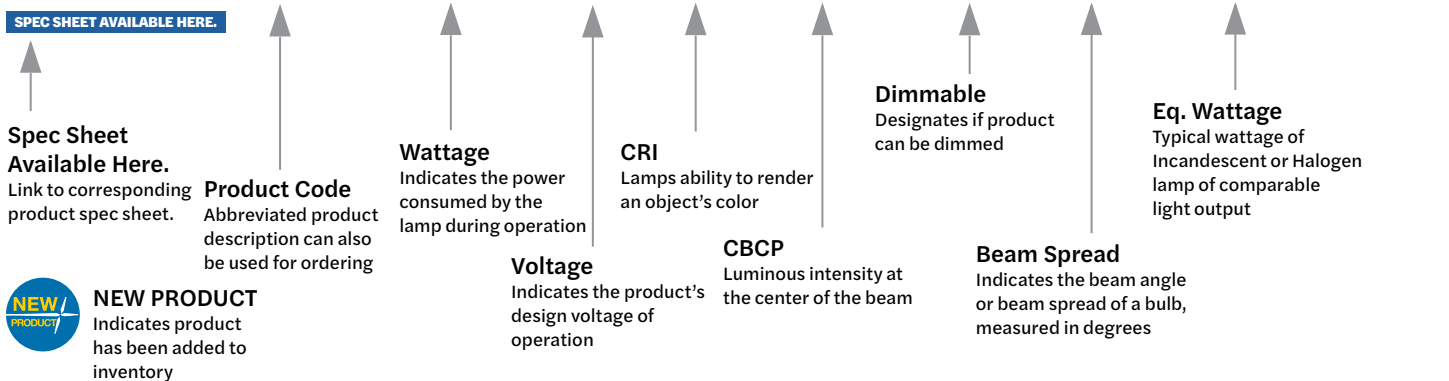 SPEC SHEET AVAILABLE HERE.
Spec Sheet
Available Here.
Link to corresponding
product spec sheet.
Product Code
Abbreviated product
description can also
be used for ordering
Wattage
Indicates the power
consumed by the
lamp during operation
Voltage
Indicates the product's
design voltage of
operation
CRI
Lamps ability to render
an object's color
CBCP
Luminous intensity at
the center of the beam
Dimmable
Designates if product
can be dimmed
Beam Spread
Indicates the beam angle
or beam spread of a bulb,
measured in degrees
Eq. Wattage
Typical wattage of
Incandescent or Halogen
lamp of comparable
light output
NEW
PRODUCT
NEW PRODUCT
Indicates product
has been added to
inventory